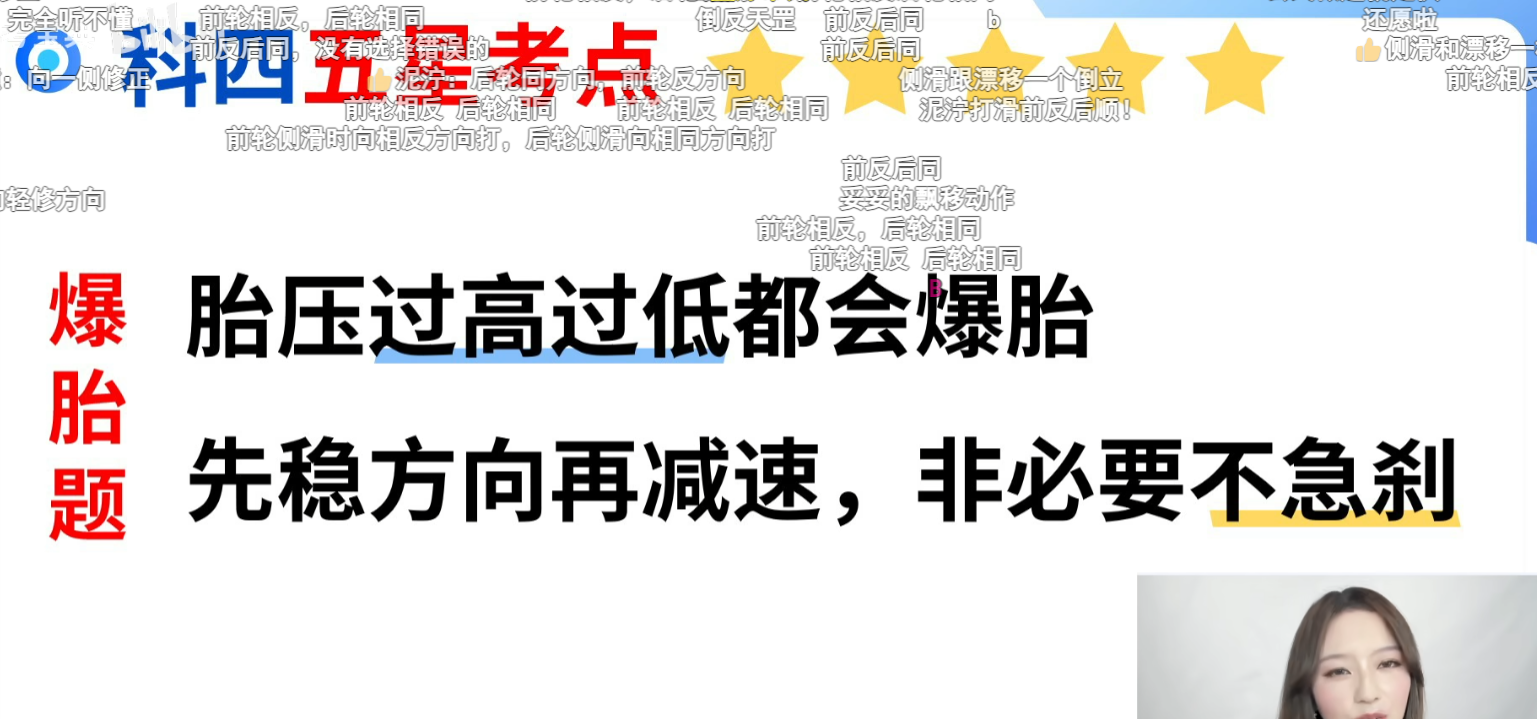 完全听不懂
前轮相反，后轮相同
倒反天罡
前反后同
b
还愿啦
科四五星考点
前反后同，没有选择错误的
前反后同
侧滑和漂移一
：向一侧修正
泥泞：后轮同方向，前轮反方向
侧滑跟漂移一个倒立
前轮相反
前轮相反 后轮相同
前轮相反 后轮相同
泥泞打滑前反后顺！
前轮侧滑时向相反方向打，后轮侧滑向相同方向打
前反后同
轻修方向
妥妥的飘移动作
前轮相反，后轮相同
前轮相反 后轮相同
B
爆胎题
胎压过高过低都会爆胎
先稳方向再减速，非必要不急刹